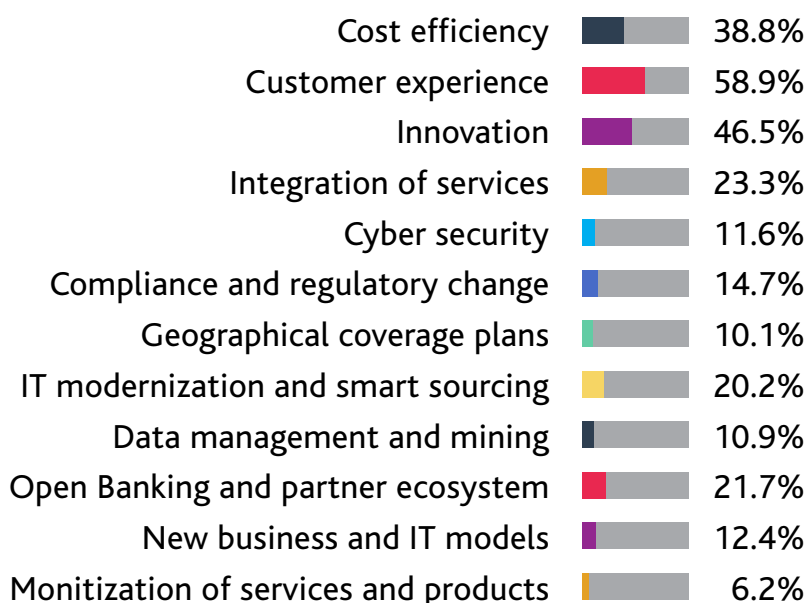 Cost efficiency 38.8%
Customer experience 58.9%
Innovation 46.5%
Integration of services 23.3%
Cyber security 11.6%
Compliance and regulatory change 14.7%
Geographical coverage plans 10.1%
IT modernization and smart sourcing 20.2%
Data management and mining 10.9%
Open Banking and partner ecosystem 21.7%
New business and IT models 12.4%
Monitization of services and products 6.2%